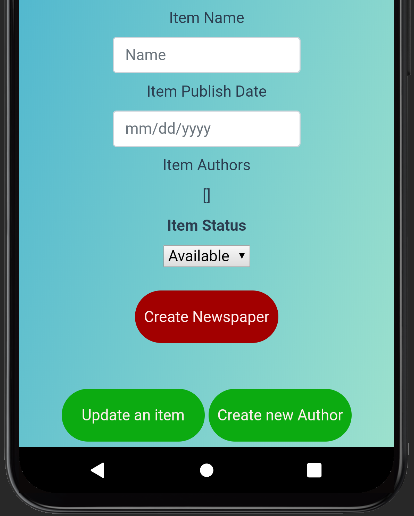 Item Name
Name
Item Publish Date
mm/dd/yyyy
Item Authors
[]
Item Status
Available ▼
Create Newspaper
Update an item
Create new Author